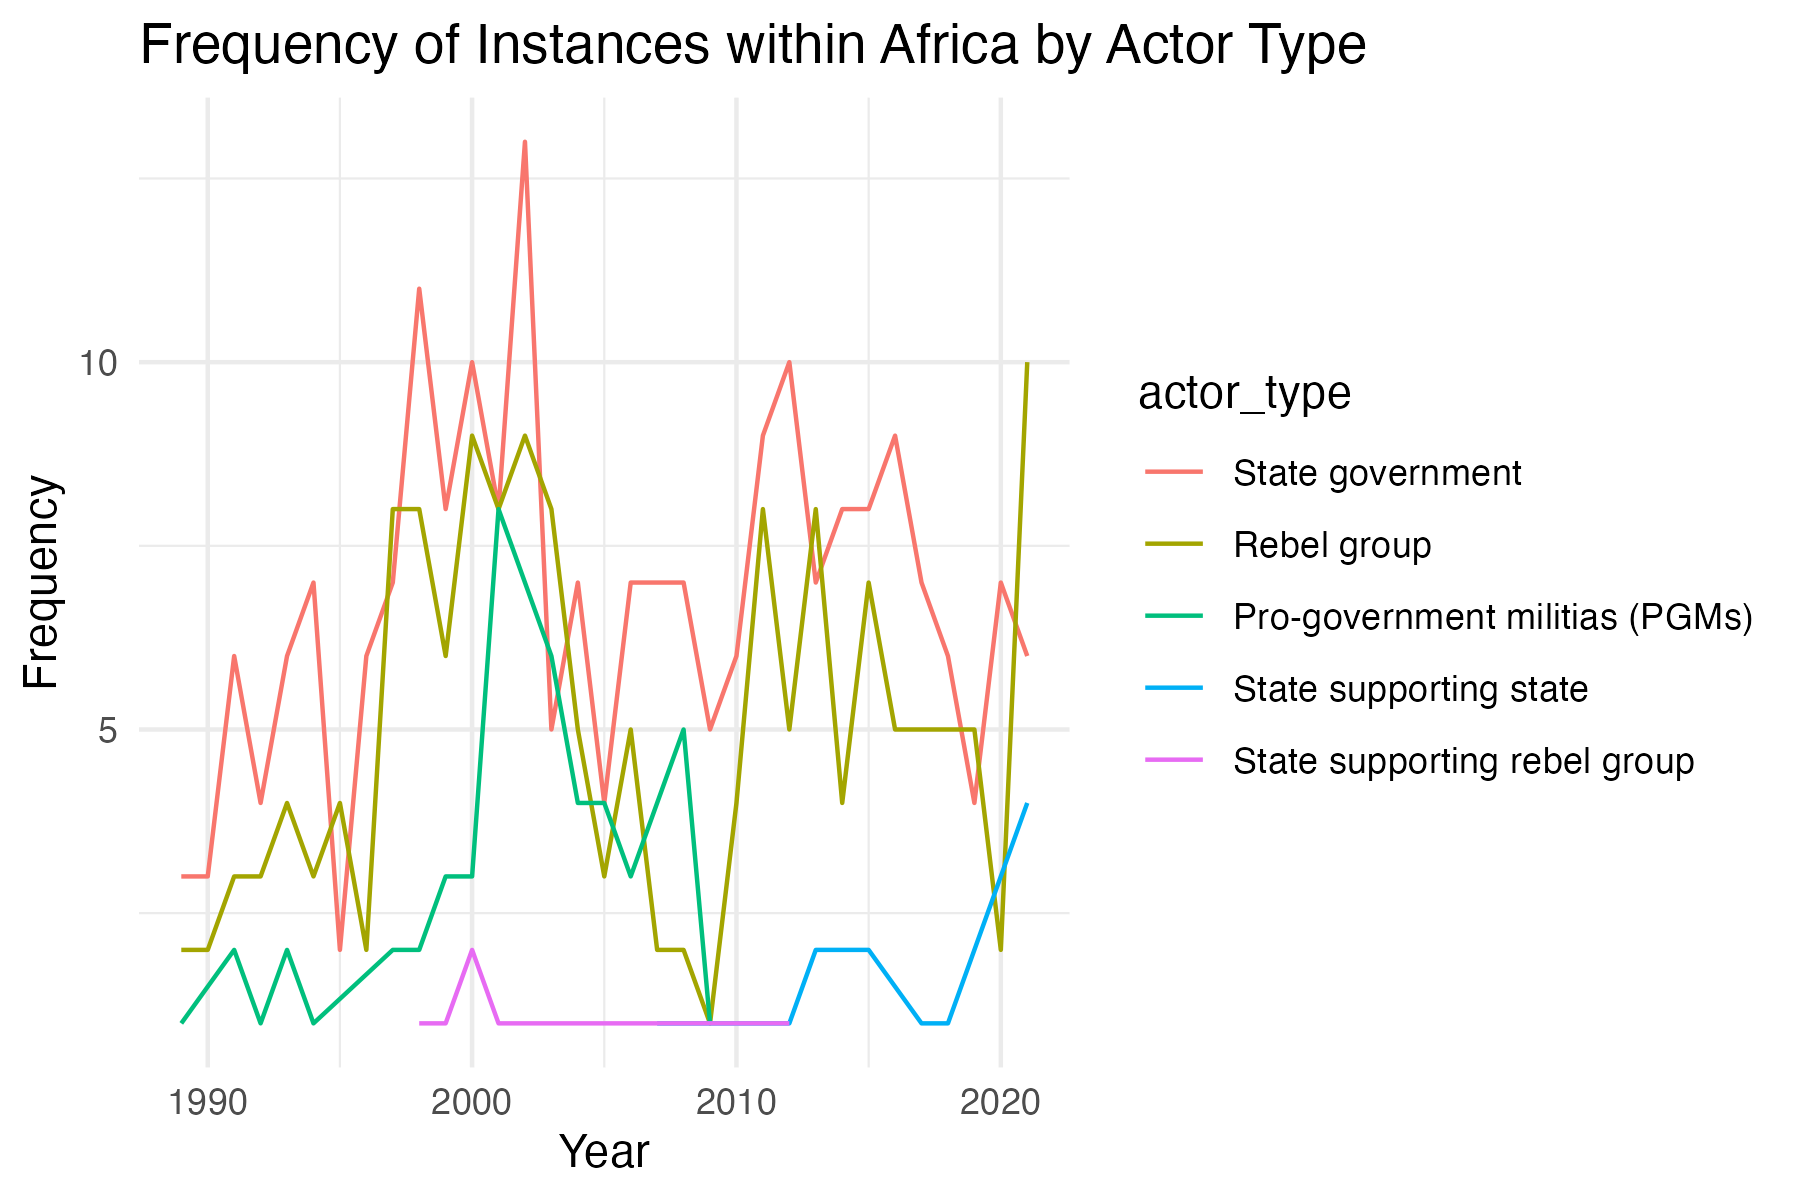 Frequency of Instances within Africa by Actor Type
Frequency
10
5
1990
2000
2010
2020
Year
actor_type
State government
Rebel group
Pro-government militias (PGMs)
State supporting state
State supporting rebel group